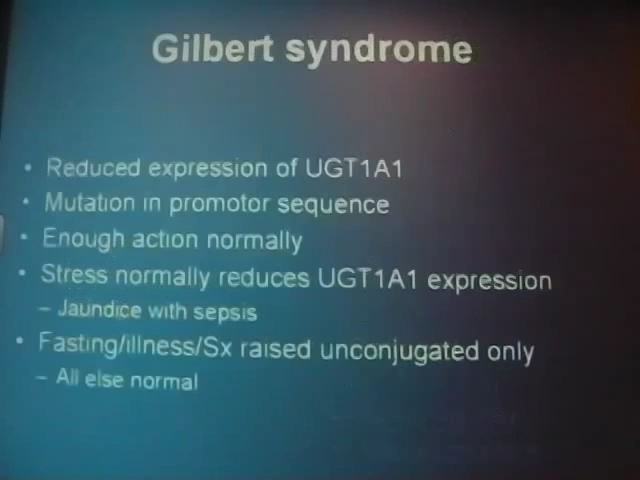 Gilbert syndrome
• Reduced expression of UGT1A1
• Mutation in promotor sequence
• Enough action normally
• Stress normally reduces UGT1A1 expression
– Jaundice with sepsis
• Fasting/illness/Sx raised unconjugated only
– All else normal